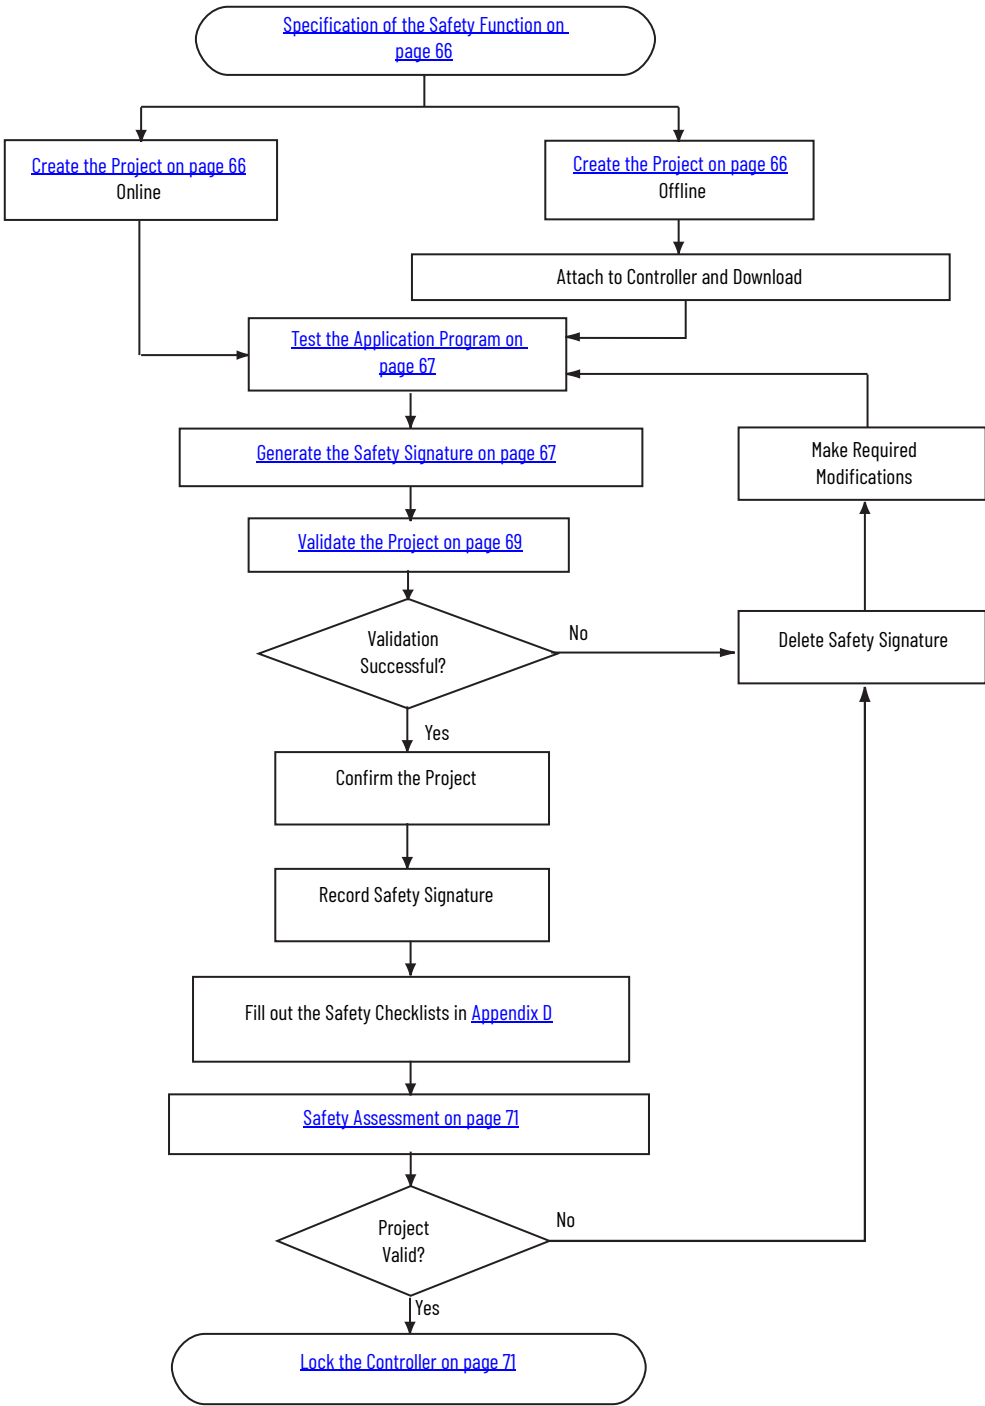 Specification of the Safety Function on
page 66
Create the Project on page 66
Online
Create the Project on page 66
Offline
Attach to Controller and Download
Test the Application Program on
page 67
Generate the Safety Signature on page 67
Make Required
Modifications
Validate the Project on page 69
Validation
Successful?
No
Delete Safety Signature
Yes
Confirm the Project
Record Safety Signature
Fill out the Safety Checklists in Appendix D
Safety Assessment on page 71
Project
Valid?
No
Yes
Lock the Controller on page 71